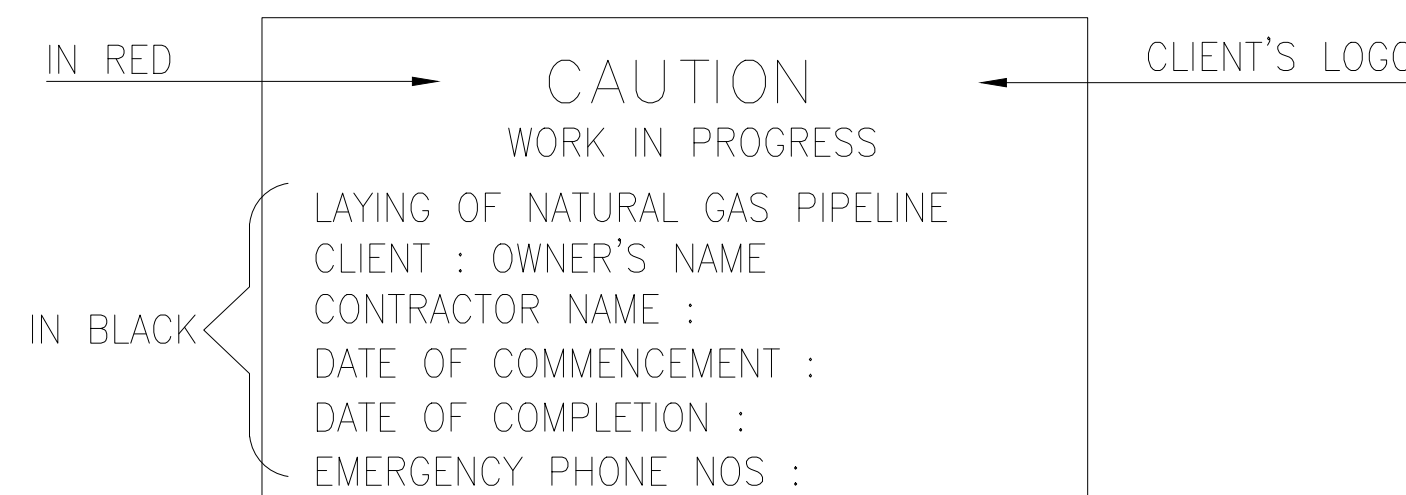 IN RED
CLIENT'S LOGO
CAUTION
WORK IN PROGRESS
LAYING OF NATURAL GAS PIPELINE
CLIENT : OWNER'S NAME
CONTRACTOR NAME :
IN BLACK
DATE OF COMMENCEMENT :
DATE OF COMPLETION :
EMERGENCY PHONE NOS :